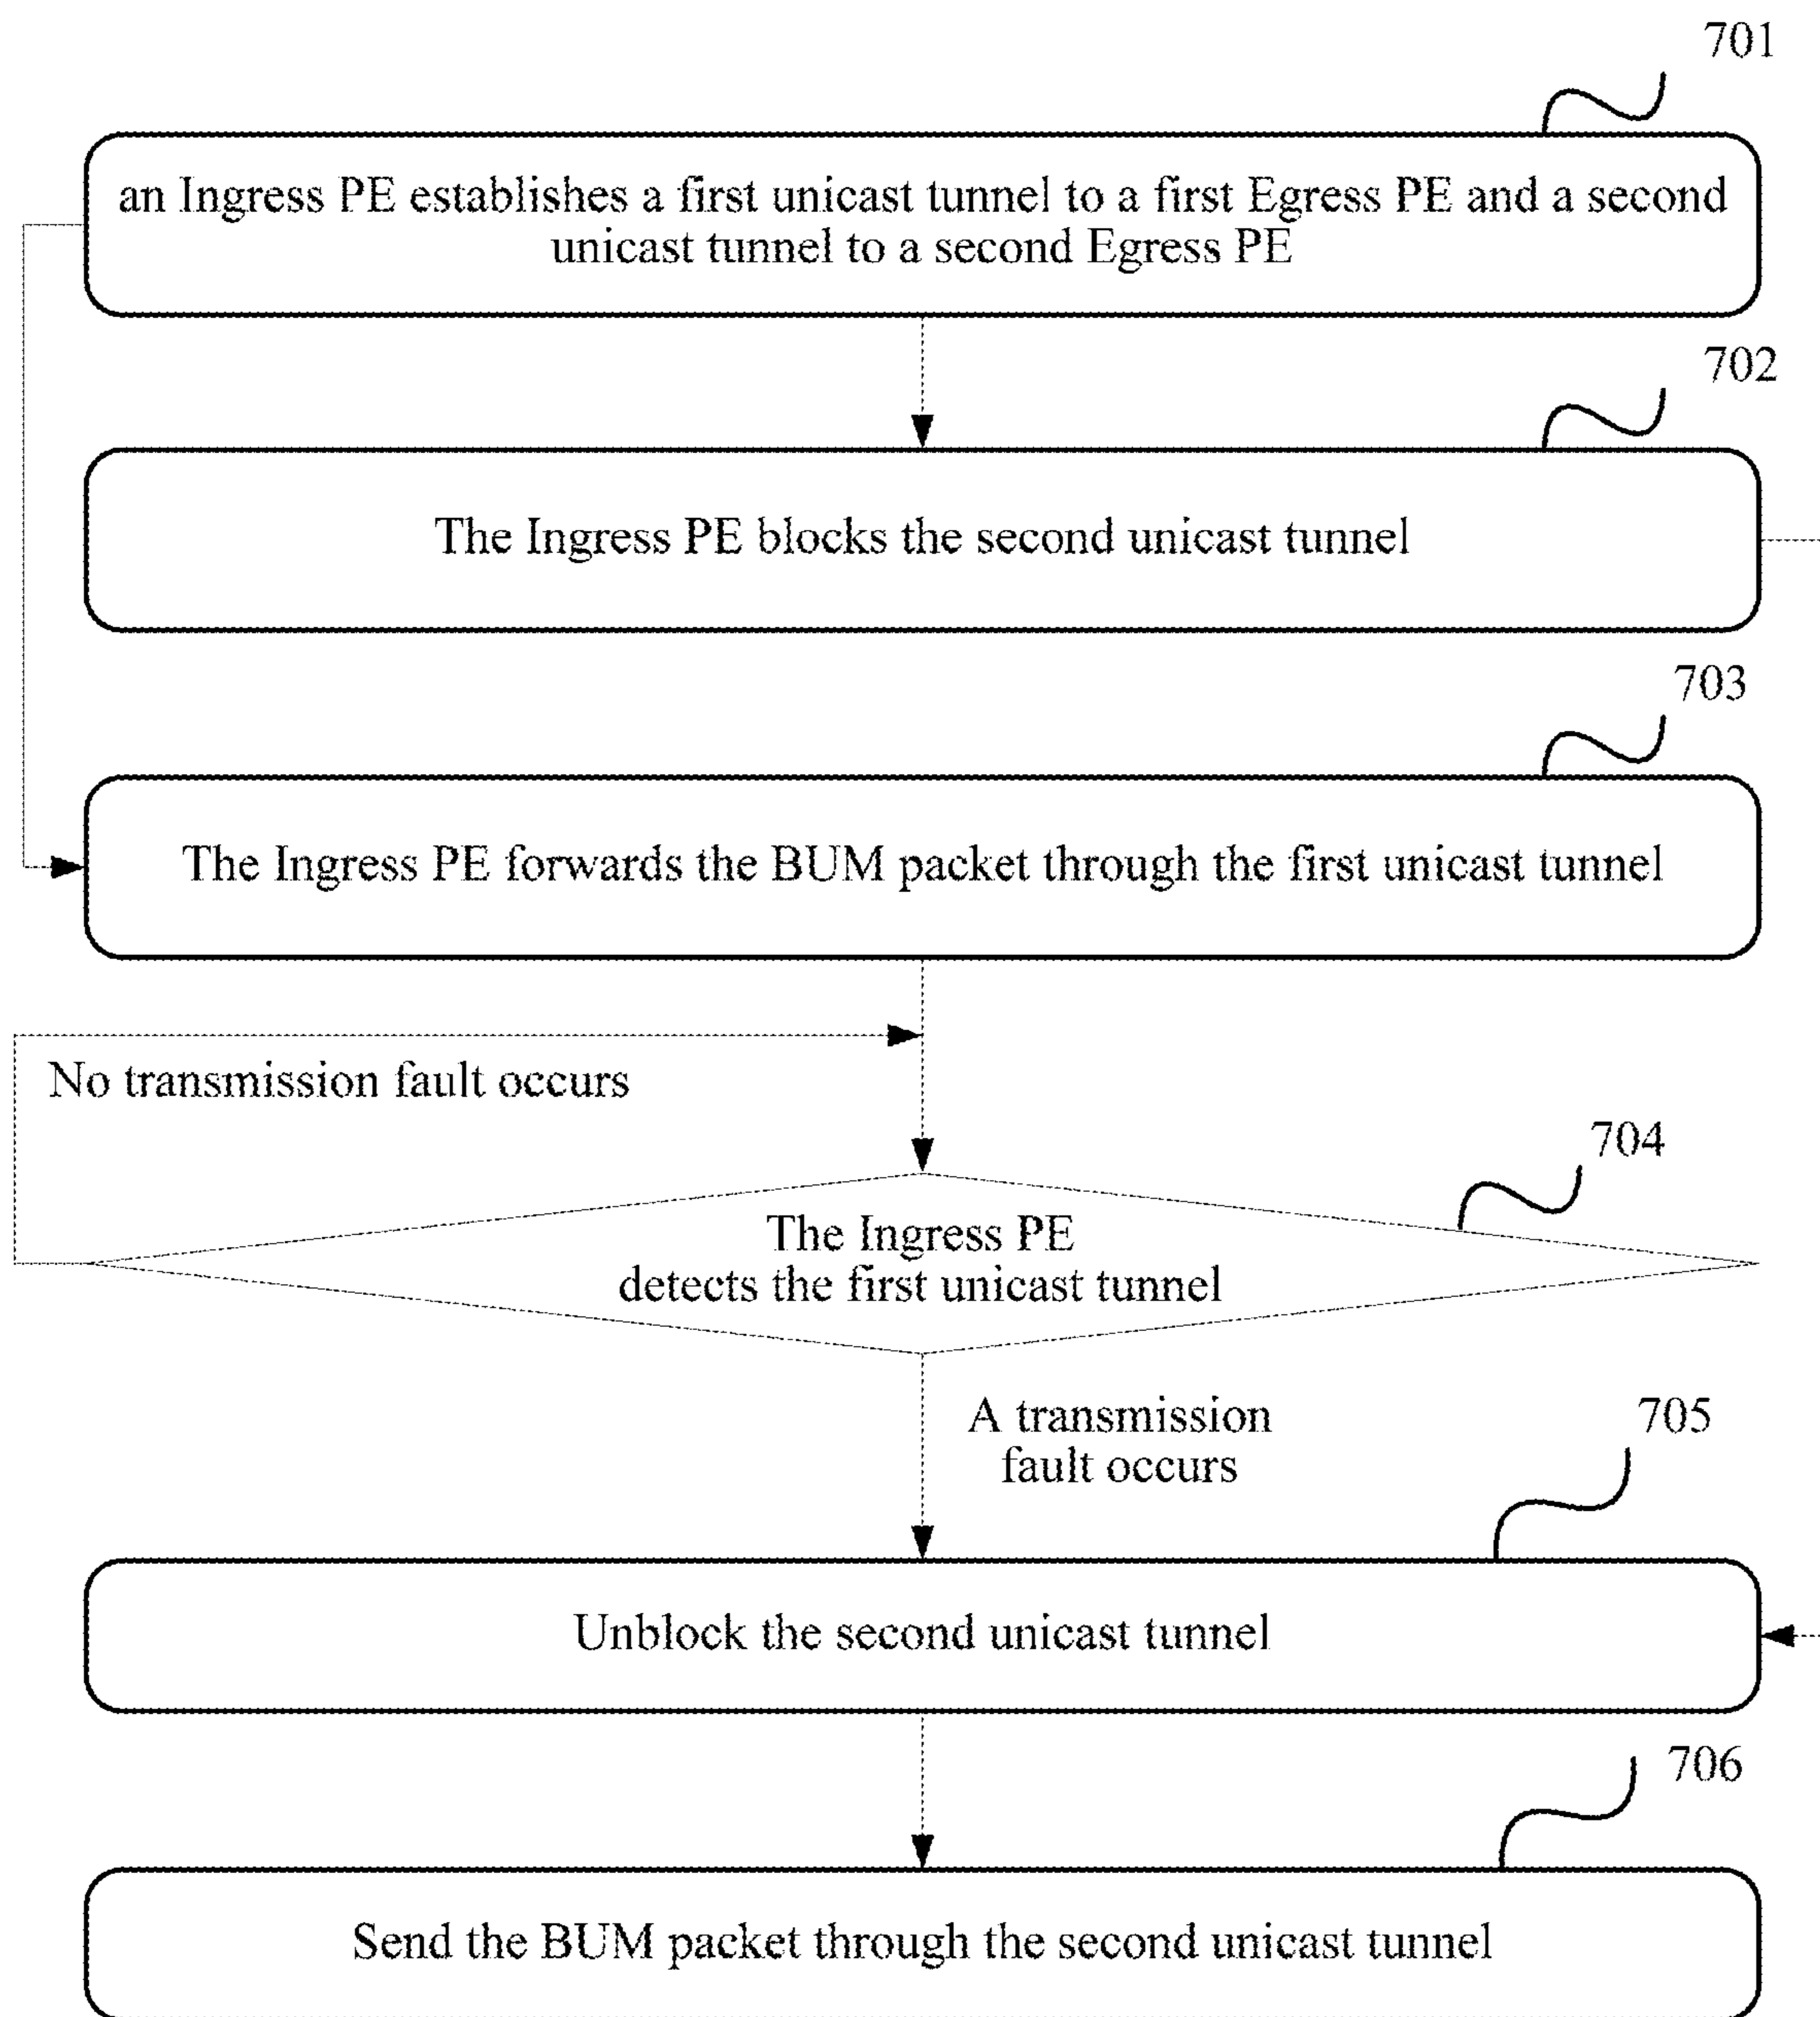 701
an Ingress PE establishes a first unicast tunnel to a first Egress PE and a second
unicast tunnel to a second Egress PE
702
The Ingress PE blocks the second unicast tunnel
703
The Ingress PE forwards the BUM packet through the first unicast tunnel
No transmission fault occurs
704
The Ingress PE
detects the first unicast tunnel
A transmission
fault occurs
705
Unblock the second unicast tunnel
706
Send the BUM packet through the second unicast tunnel